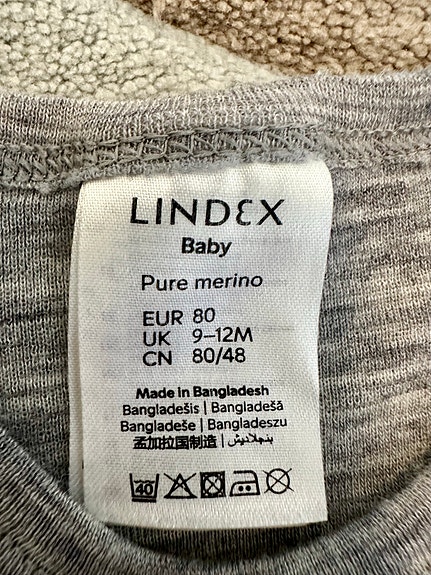 LINDEX
Baby
Pure merino
EUR 80
UK 9–12M
CN 80/48
Made in Bangladesh
Bangladešis | Bangladešā
Bangladeše | Bangladeszu
孟加拉国制造 | بنجلاديش
40